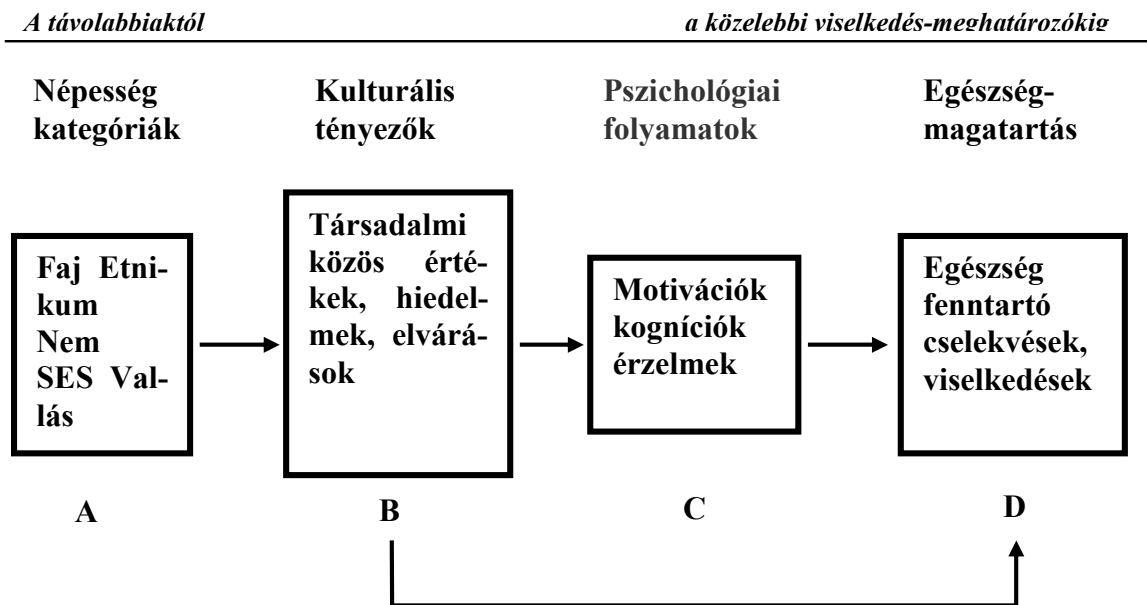 A távolabbiaktól
a közelebbi viselkedés-meghatározókig
Népesség
kategóriák
Kulturális
tényezők
Pszichológiai
folyamatok
Egészség-
magatartás
Faj Etni-
kum
Nem
SES Val-
lás
Társadalmi
közös érté-
kek, hiedel-
mek, elvárá-
sok
Motivációk
kogníciók
érzelmek
Egészség
fenntartó
cselekvések,
viselkedések
A
B
C
D